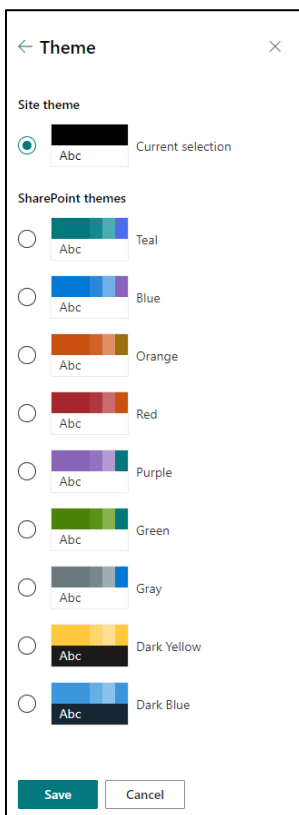 Theme
Site theme
Abc
Current selection
SharePoint themes
Abc
Teal
Abc
Blue
Abc
Orange
Abc
Red
Abc
Purple
Abc
Green
Abc
Gray
Abc
Dark Yellow
Abc
Dark Blue
Save
Cancel